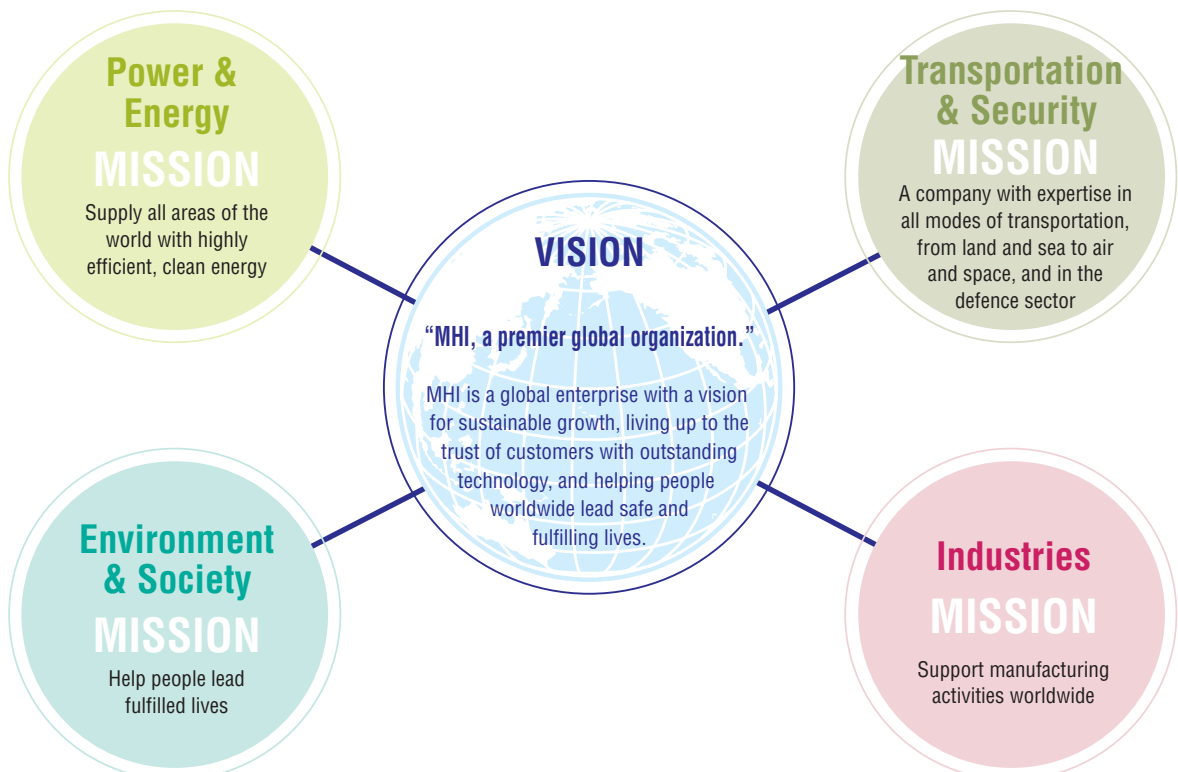 Power &
Energy
MISSION
Supply all areas of the
world with highly
efficient, clean energy
Transportation
& Security
MISSION
A company with expertise in
all modes of transportation,
from land and sea to air
and space, and in the
defence sector
VISION
“MHI, a premier global organization.”
MHI is a global enterprise with a vision
for sustainable growth, living up to the
trust of customers with outstanding
technology, and helping people
worldwide lead safe and
fulfilling lives.
Environment
& Society
MISSION
Help people lead
fulfilled lives
Industries
MISSION
Support manufacturing
activities worldwide